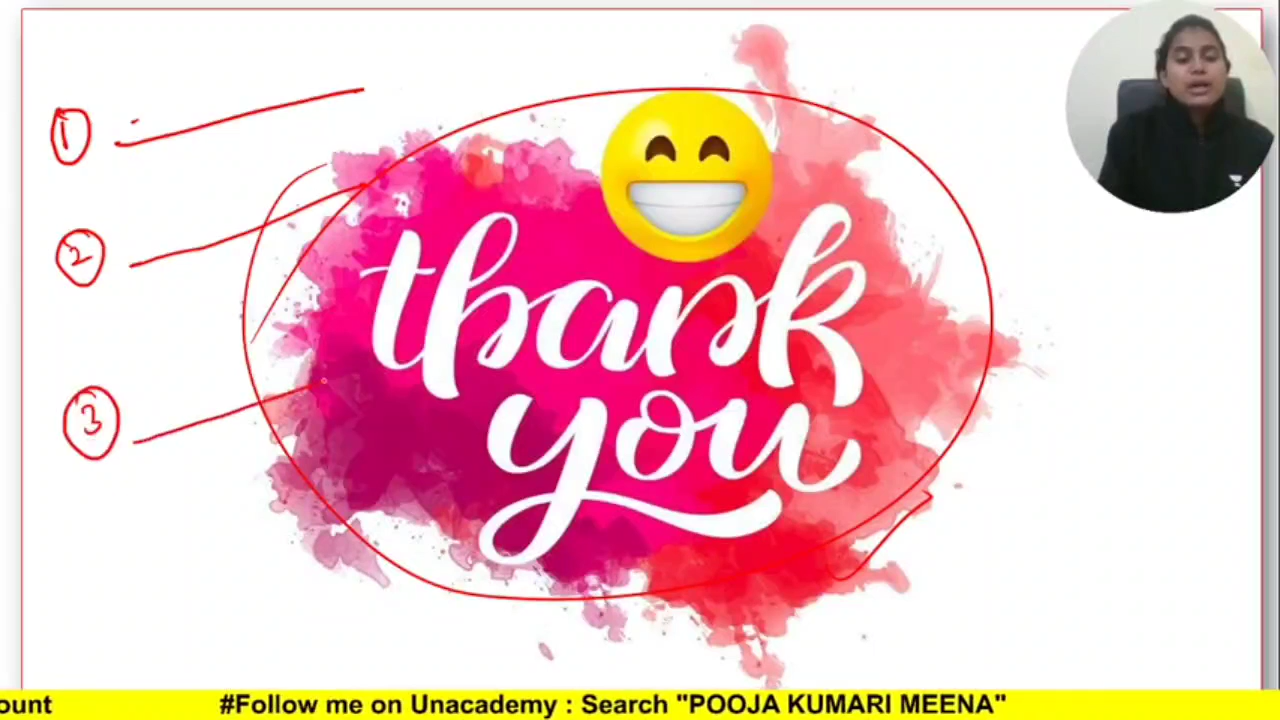 1
2
3
thank
you
ount #Follow me on Unacademy : Search "POOJA KUMARI MEENA"